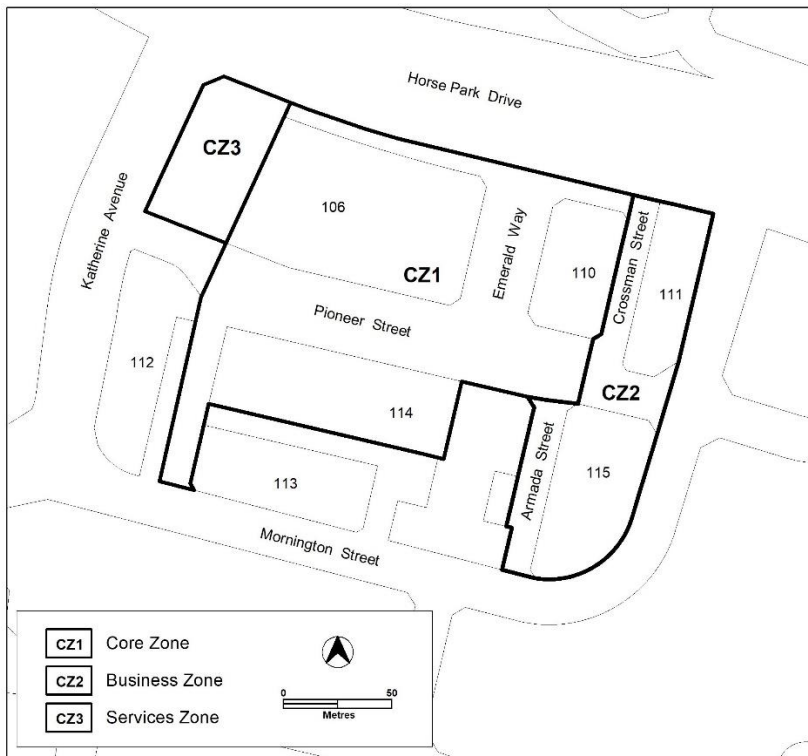 Horse Park Drive
CZ3
106
Katherine Avenue
Emerald Way
Crossman Street
110
111
CZ1
Pioneer Street
112
CZ2
114
Armada Street
115
113
Mornington Street
CZ1 Core Zone
CZ2 Business Zone
CZ3 Services Zone
0 50
Metres